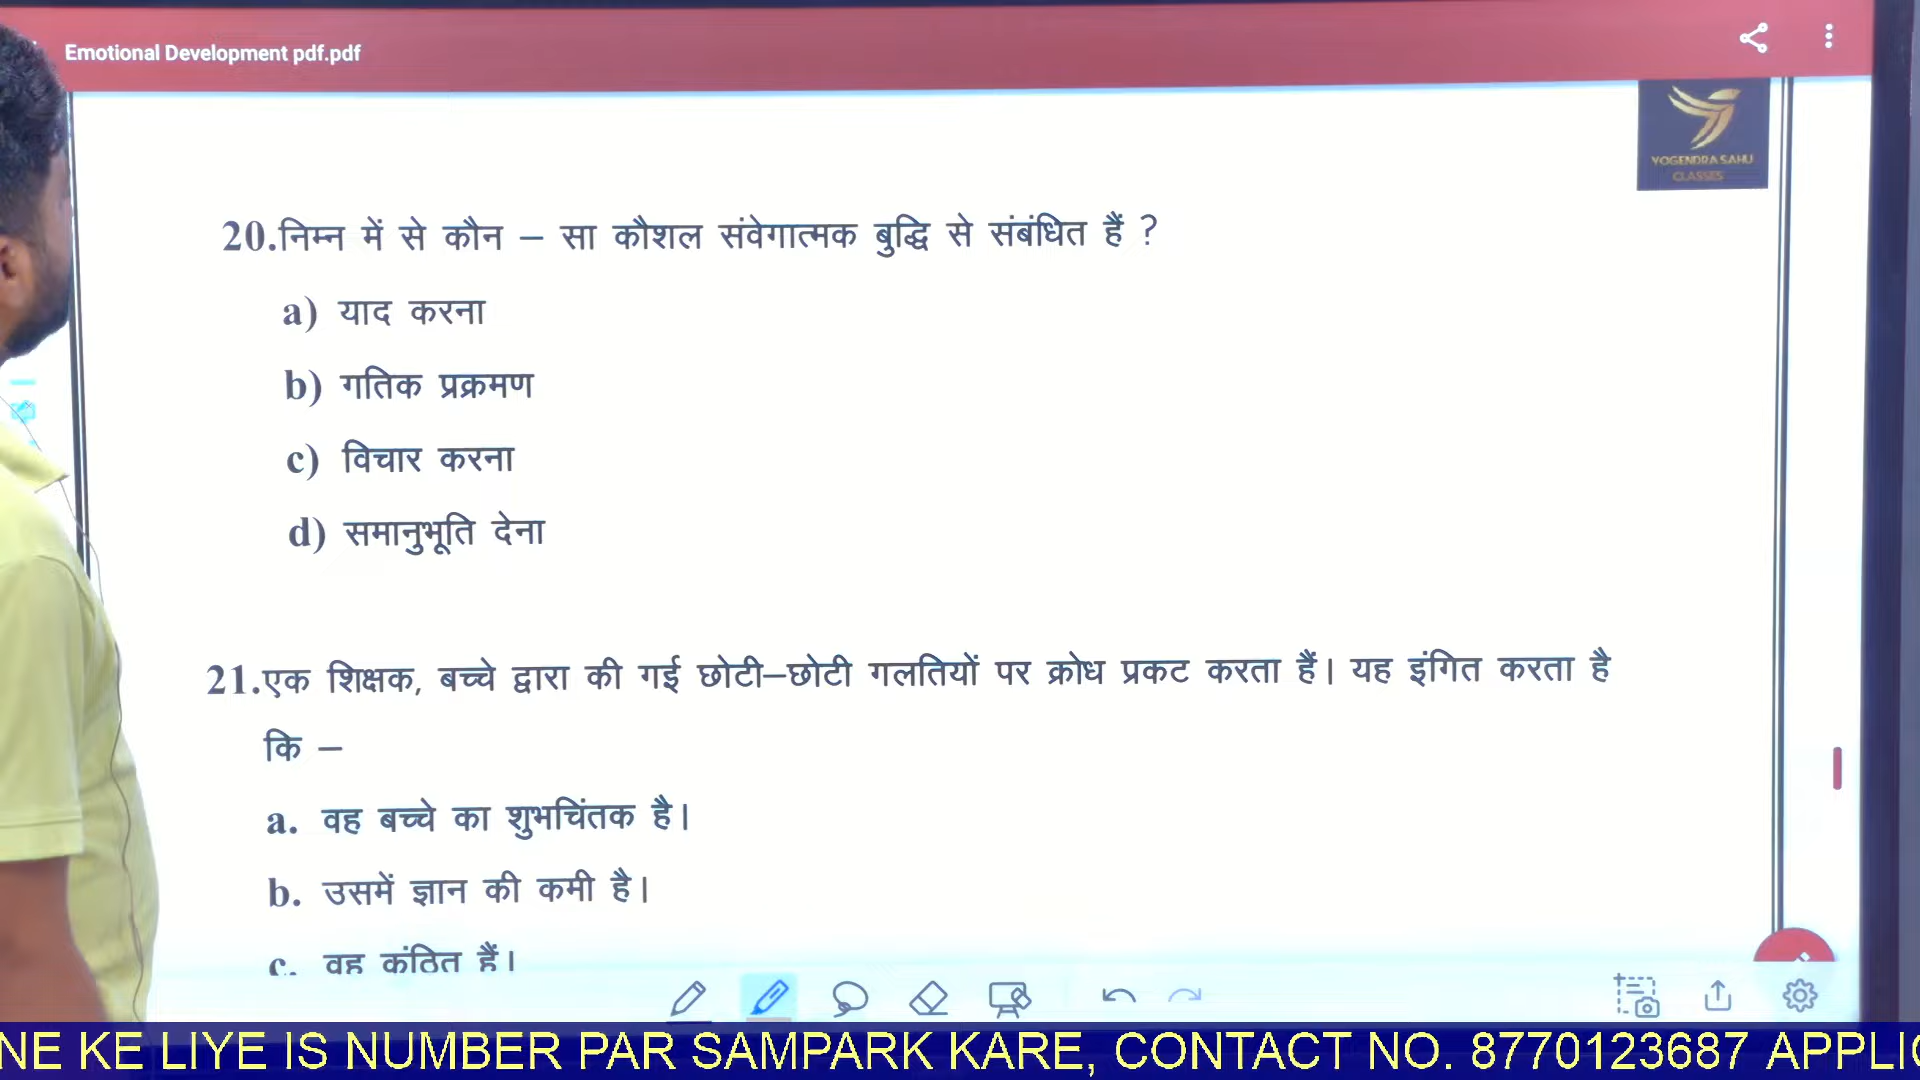 Emotional Development pdf.pdf
YOGENDRA SAHU
CLASSES
20.निम्न में से कौन – सा कौशल संवेगात्मक बुद्धि से संबंधित हैं ?
a) याद करना
b) गतिक प्रक्रमण
c) विचार करना
d) समानुभूति देना
21.एक शिक्षक, बच्चे द्वारा की गई छोटी–छोटी गलतियों पर क्रोध प्रकट करता हैं। यह इंगित करता है
कि –
a. वह बच्चे का शुभचिंतक है।
b. उसमें ज्ञान की कमी है।
c. वह कुंठित हैं।
NE KE LIYE IS NUMBER PAR SAMPARK KARE, CONTACT NO. 8770123687 APPLIC